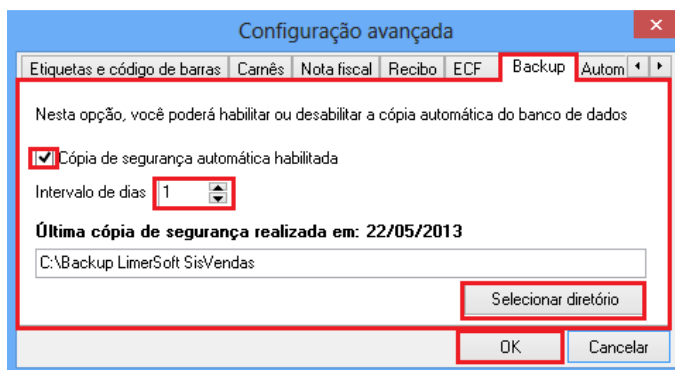 Configuração avançada
Etiquetas e código de barras Carnês Nota fiscal Recibo ECF Backup Autom
Nesta opção, você poderá habilitar ou desabilitar a cópia automática do banco de dados
Cópia de segurança automática habilitada
Intervalo de dias 1
Última cópia de segurança realizada em: 22/05/2013
C:\Backup LimerSoft SisVendas
Selecionar diretório
OK Cancelar